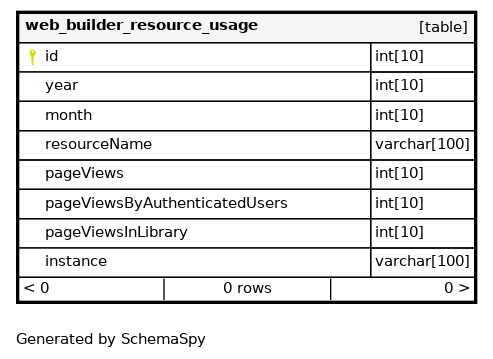 web_builder_resource_usage [table]
id int[10]
year int[10]
month int[10]
resourceName varchar[100]
pageViews int[10]
pageViewsByAuthenticatedUsers int[10]
pageViewsInLibrary int[10]
instance varchar[100]
< 0 0 rows 0 >
Generated by SchemaSpy